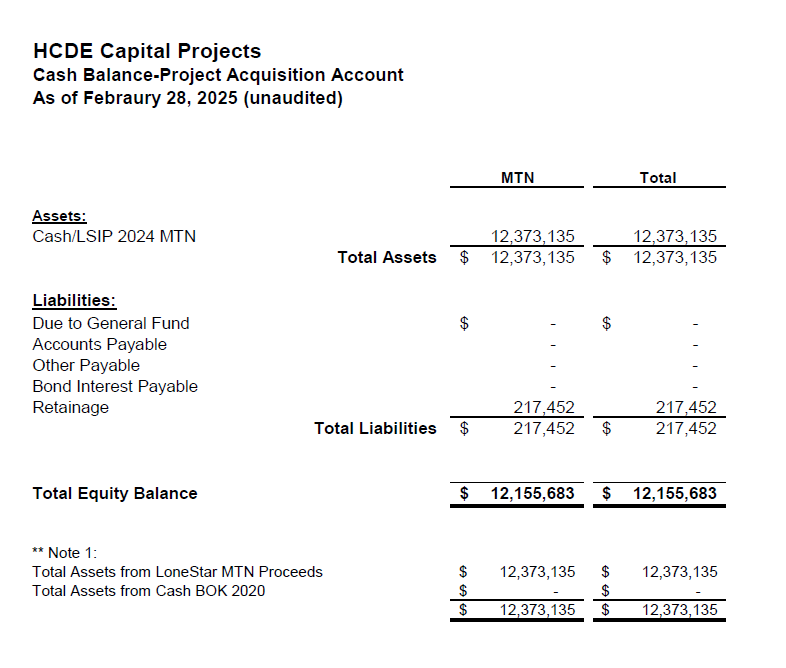 HCDE Capital Projects
Cash Balance-Project Acquisition Account
As of Febraury 28, 2025 (unaudited)
MTN Total
Assets:
Cash/LSIP 2024 MTN 12,373,135 12,373,135
Total Assets $ 12,373,135 $ 12,373,135
Liabilities:
Due to General Fund $ - $ -
Accounts Payable - -
Other Payable - -
Bond Interest Payable - -
Retainage 217,452 217,452
Total Liabilities $ 217,452 $ 217,452
Total Equity Balance $ 12,155,683 $ 12,155,683
** Note 1:
Total Assets from LoneStar MTN Proceeds $ 12,373,135 $ 12,373,135
Total Assets from Cash BOK 2020 $ - $ -
$ 12,373,135 $ 12,373,135